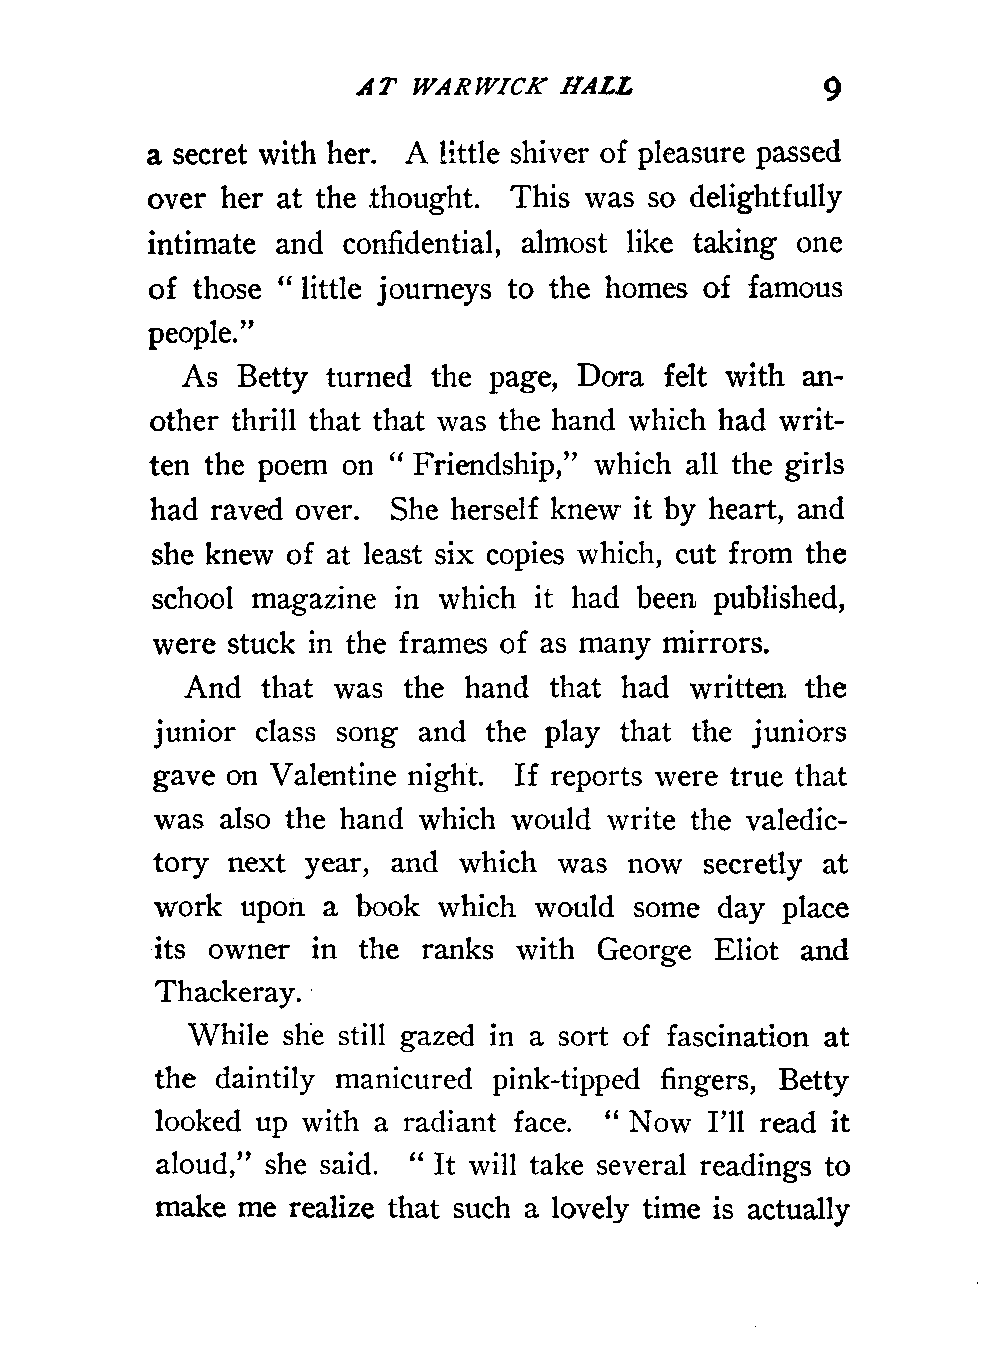 AT WARWICK HALL 9
a secret with her. A little shiver of pleasure passed
over her at the thought. This was so delightfully
intimate and confidential, almost like taking one
of those “ little journeys to the homes of famous
people.”
As Betty turned the page, Dora felt with an-
other thrill that that was the hand which had writ-
ten the poem on “ Friendship,” which all the girls
had raved over. She herself knew it by heart, and
she knew of at least six copies which, cut from the
school magazine in which it had been published,
were stuck in the frames of as many mirrors.
And that was the hand that had written the
junior class song and the play that the juniors
gave on Valentine night. If reports were true that
was also the hand which would write the valedic-
tory next year, and which was now secretly at
work upon a book which would some day place
its owner in the ranks with George Eliot and
Thackeray.
While she still gazed in a sort of fascination at
the daintily manicured pink-tipped fingers, Betty
looked up with a radiant face. “ Now I’ll read it
aloud,” she said. “ It will take several readings to
make me realize that such a lovely time is actually